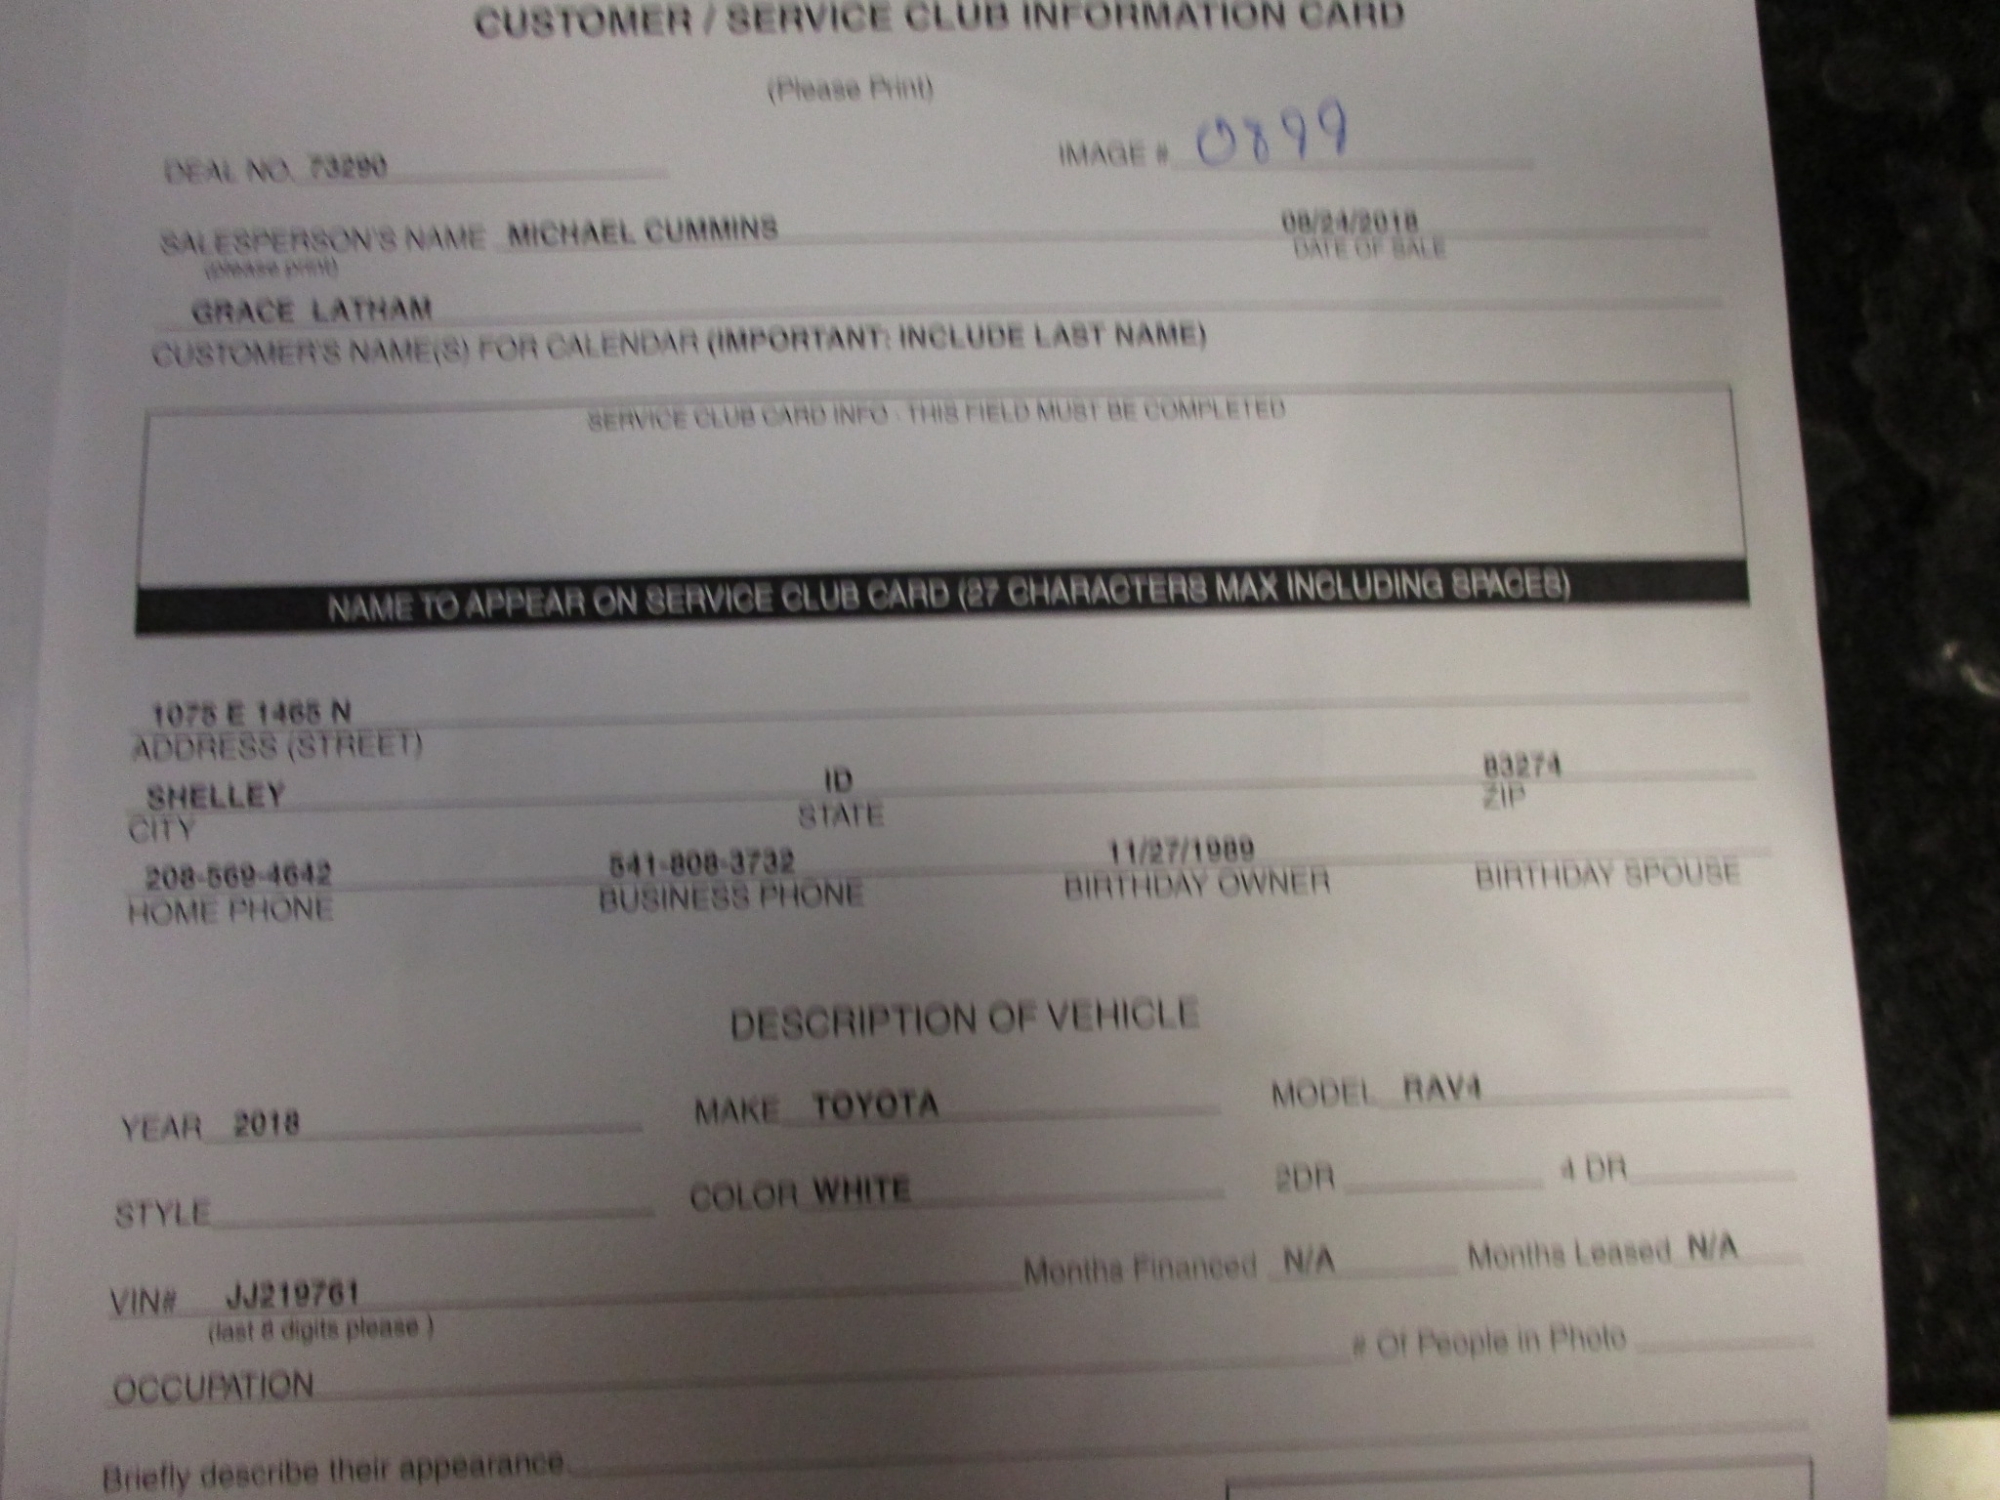 CUSTOMER / SERVICE CLUB INFORMATION CARD
(Please Print)
DEAL NO. 73290 IMAGE # 0899
SALESPERSON'S NAME MICHAEL CUMMINS 08/24/2018
(please print) DATE OF SALE
GRACE LATHAM
CUSTOMER'S NAME(S) FOR CALENDAR (IMPORTANT: INCLUDE LAST NAME)
SERVICE CLUB CARD INFO - THIS FIELD MUST BE COMPLETED
NAME TO APPEAR ON SERVICE CLUB CARD (27 CHARACTERS MAX INCLUDING SPACES)
1075 E 1465 N
ADDRESS (STREET)
SHELLEY ID 83274
CITY STATE ZIP
208-569-4642 541-808-3732 11/27/1989
HOME PHONE BUSINESS PHONE BIRTHDAY OWNER BIRTHDAY SPOUSE
DESCRIPTION OF VEHICLE
YEAR 2018 MAKE TOYOTA MODEL RAV4
STYLE COLOR WHITE 2DR 4 DR
VIN# JJ219761 Months Financed N/A Months Leased N/A
(last 8 digits please )
OCCUPATION # Of People in Photo
Briefly describe their appearance